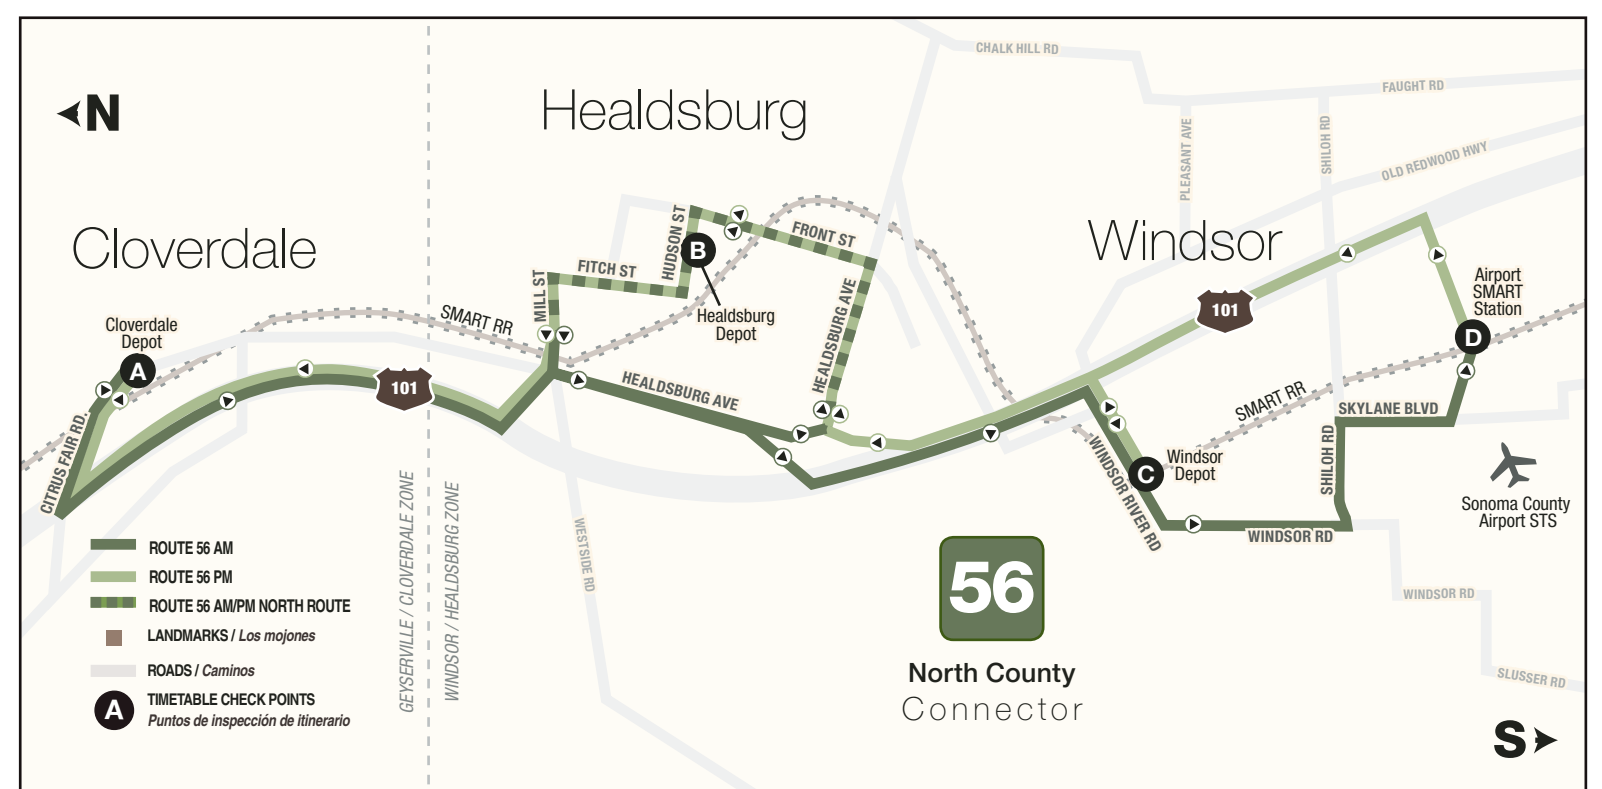 CHALK HILL RD
FAUGHT RD
N
Healdsburg
PLEASANT AVE
SHILOH RD
OLD REDWOOD HWY
Cloverdale
Windsor
HUDSON ST
B
FRONT ST
FITCH ST
MILL ST
Healdsburg
Depot
HEALDSBURG AVE
101
Airport
SMART
Station
D
Cloverdale
Depot
A
SMART RR
101
HEALDSBURG AVE
SMART RR
SKYLANE BLVD
CITRUS FAIR RD.
SHILOH RD
WINDSOR RIVER RD
C
Windsor
Depot
Sonoma County
Airport STS
WINDSOR RD
WINDSOR RD
SLUSSER RD
WESTSIDE RD
GEYSERVILLE / CLOVERDALE ZONE
WINDSOR / HEALDSBURG ZONE
ROUTE 56 AM
ROUTE 56 PM
ROUTE 56 AM/PM NORTH ROUTE
LANDMARKS / Los mojones
ROADS / Caminos
A
TIMETABLE CHECK POINTS
Puntos de inspección de itinerario
56
North County
Connector
S